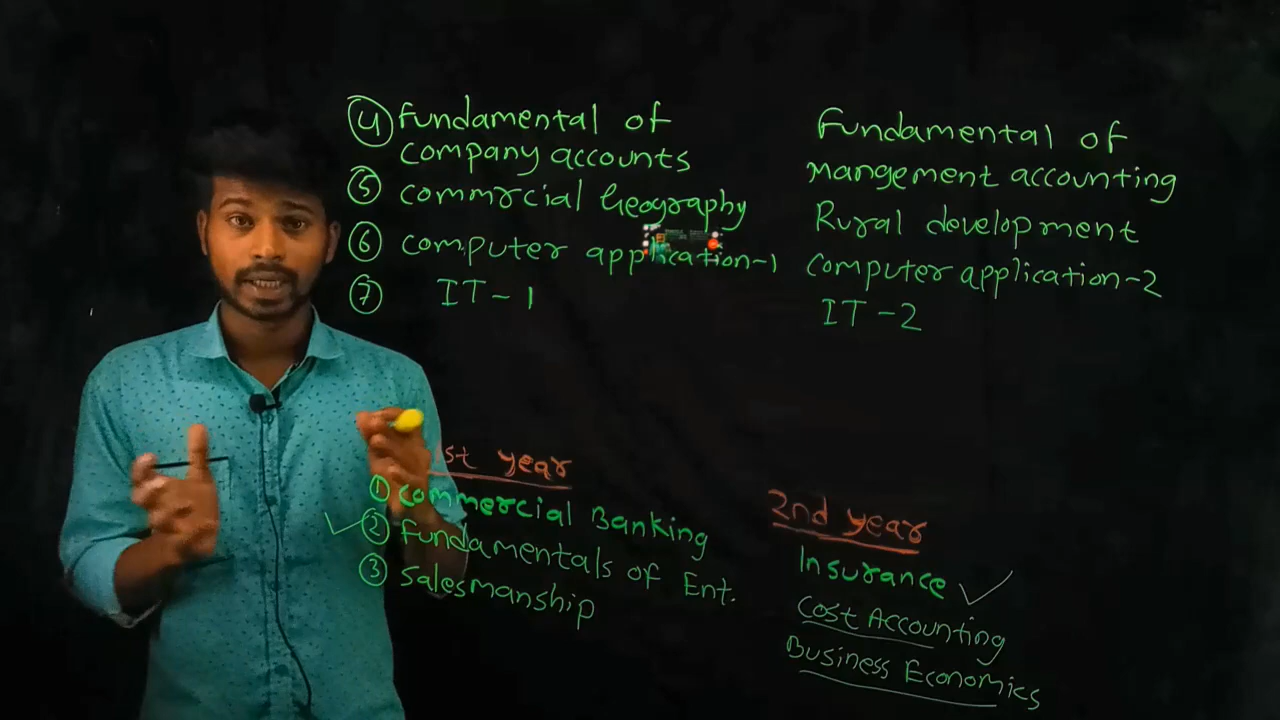 4 Fundamental of
company accounts
5 commrcial Geography
6 computer application-1
7 IT-1
Fundamental of
mangement accounting
Rural development
computer application-2
IT-2
1st year
1 commercial Banking
2 Fundamentals of Ent.
3 salesmanship
2nd year
Insurance
Cost Accounting
Business Economics